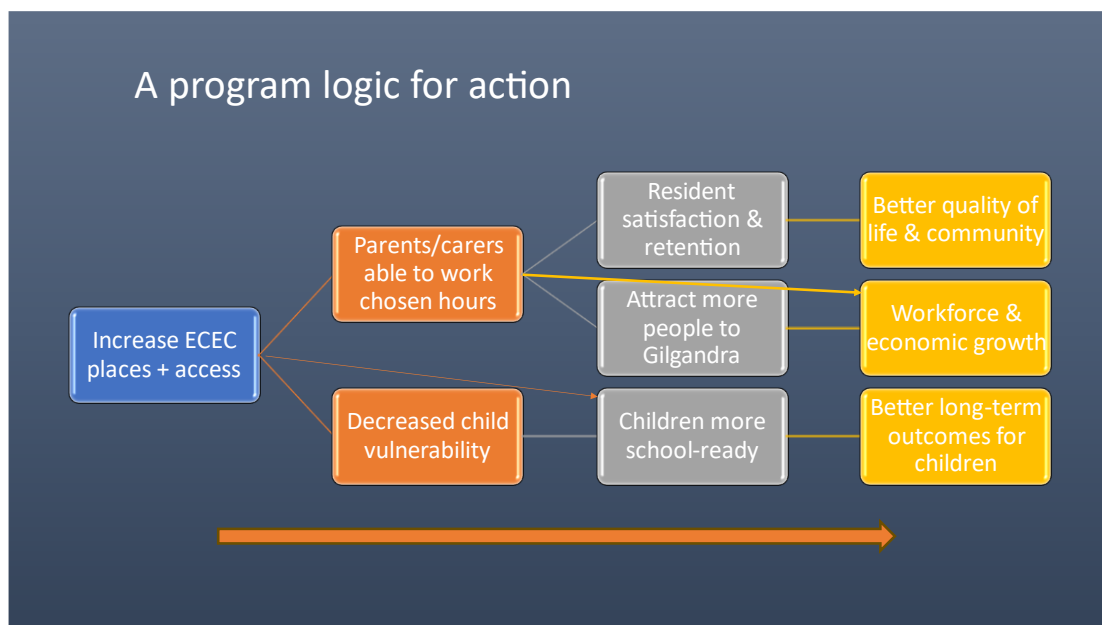 A program logic for action
Increase ECEC
places + access
Parents/carers
able to work
chosen hours
Decreased child
vulnerability
Resident
satisfaction &
retention
Attract more
people to
Gilgandra
Children more
school-ready
Better quality of
life & community
Workforce &
economic growth
Better long-term
outcomes for
children